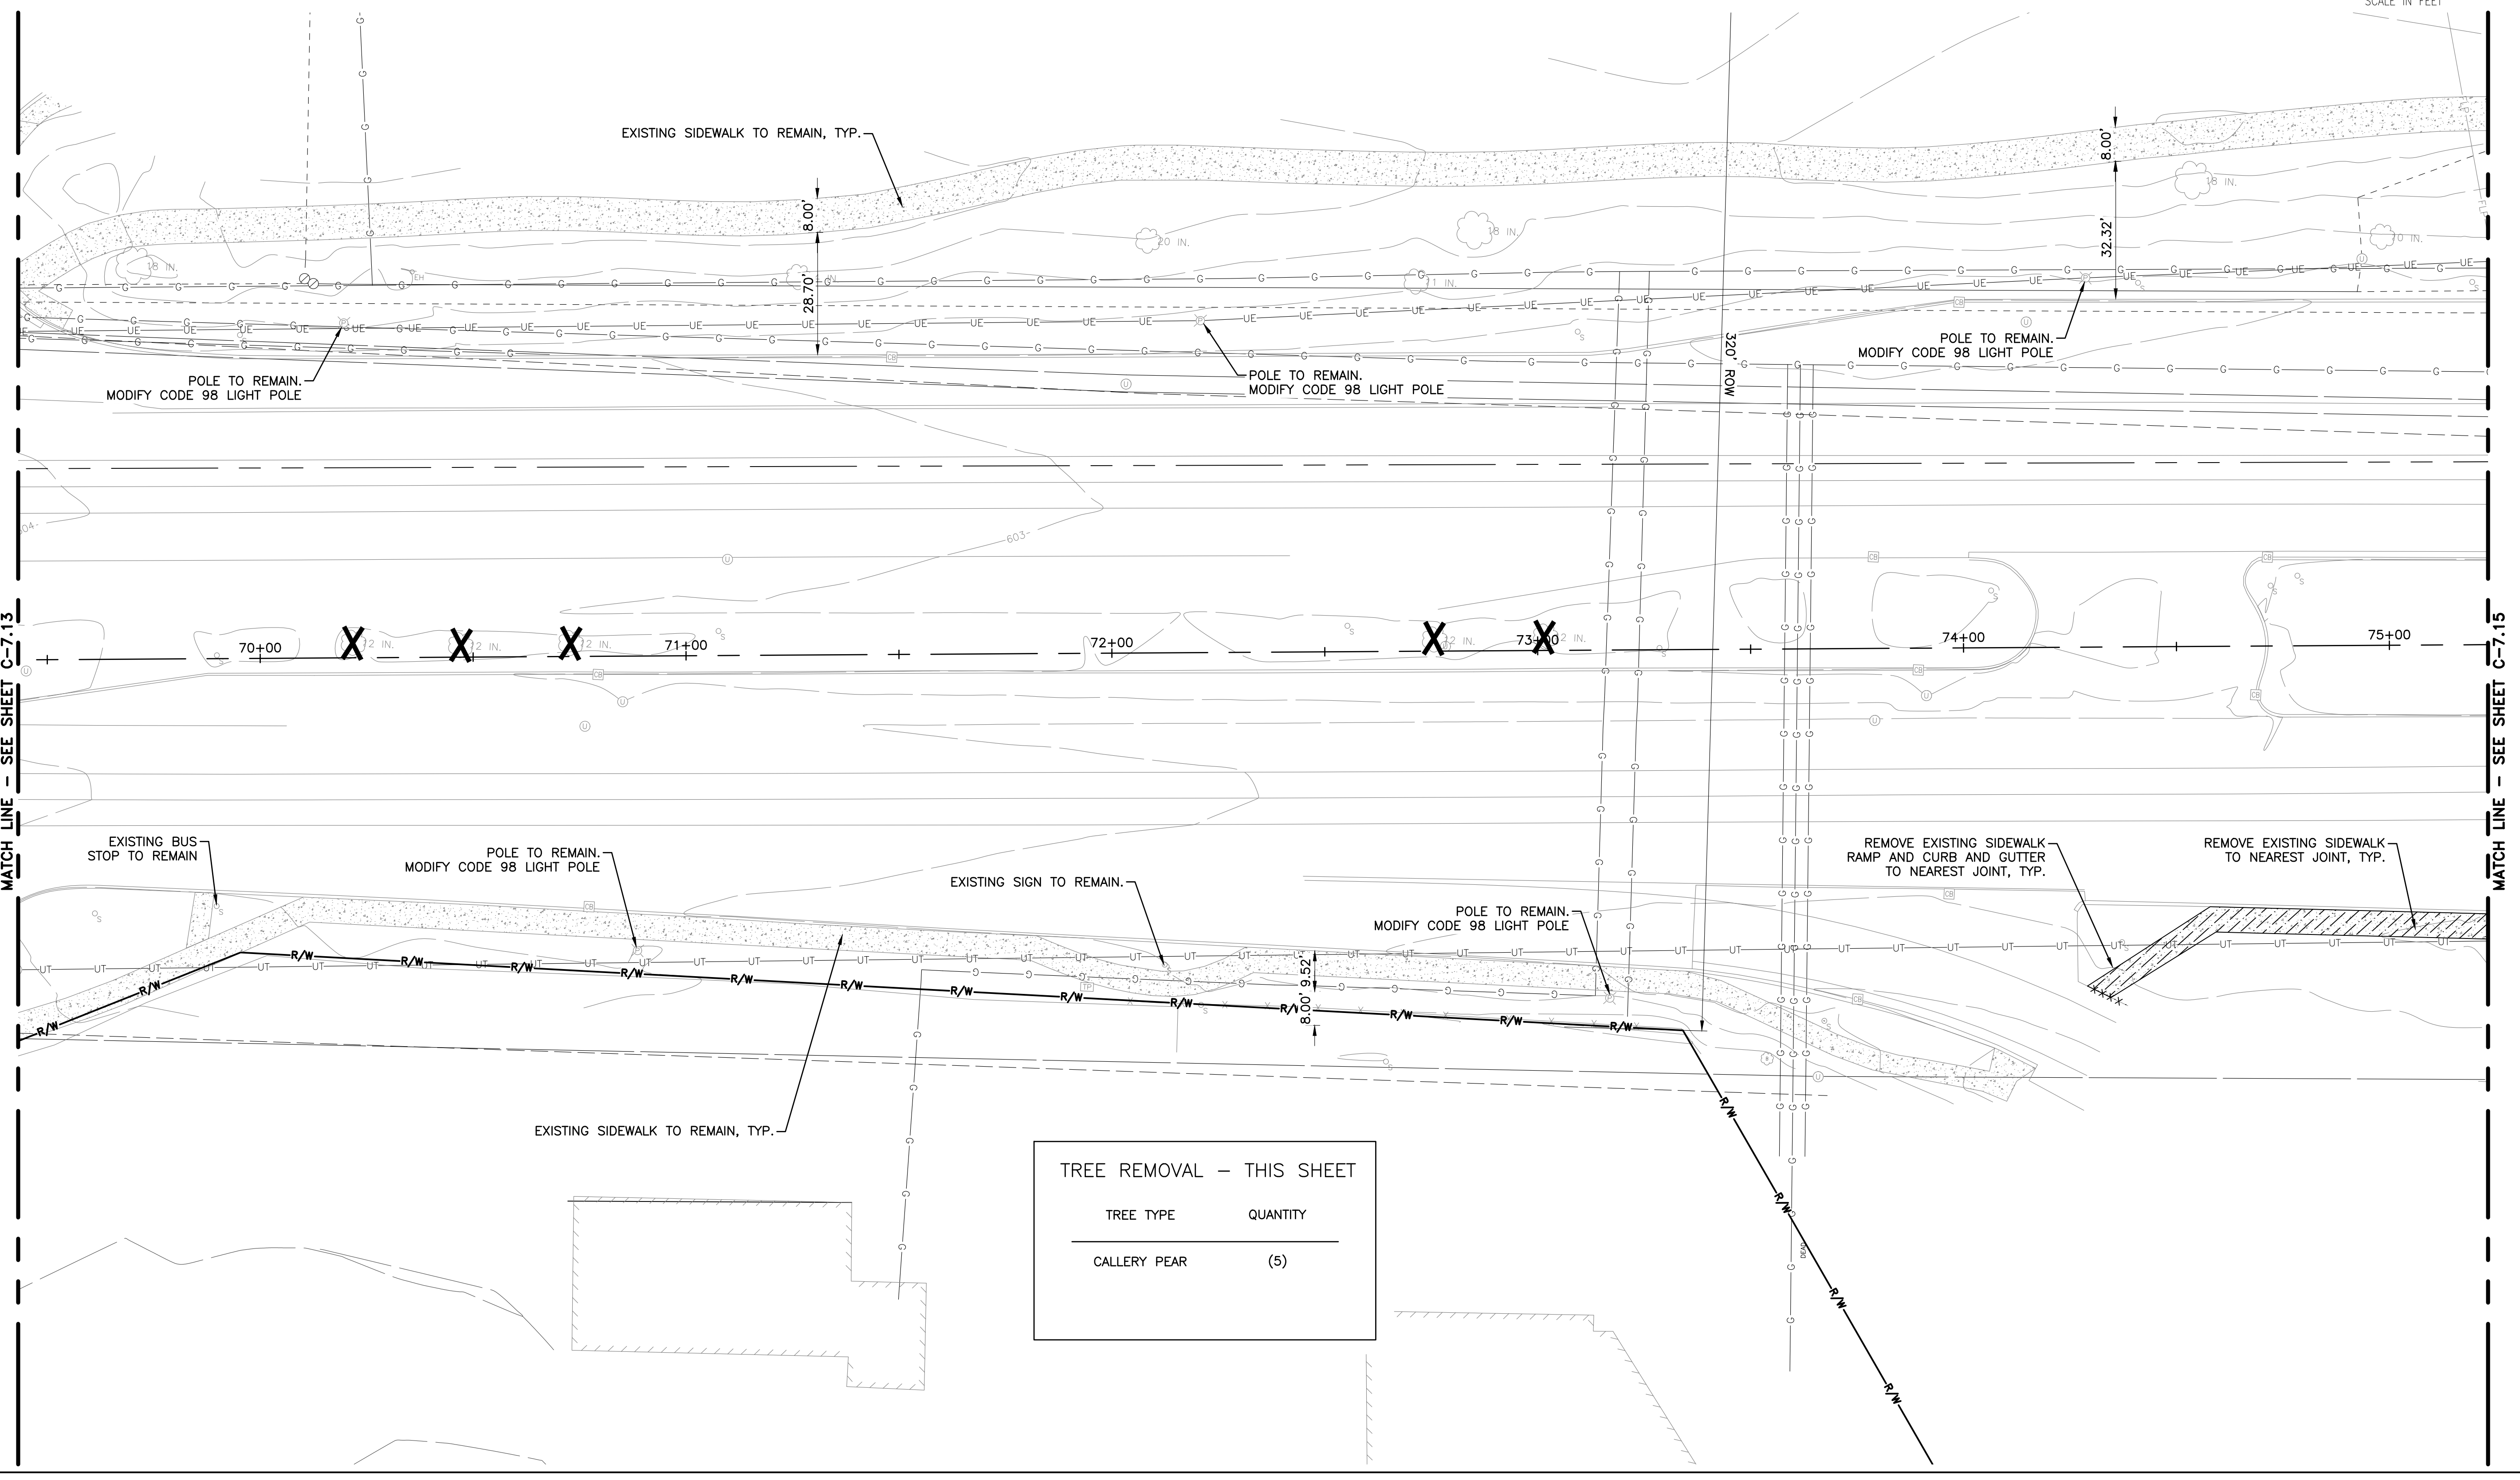 SCALE IN FEET
EXISTING SIDEWALK TO REMAIN, TYP.
8.00'
28.70'
8.00'
32.32'
18 IN.
20 IN.
18 IN.
11 IN.
18 IN.
EH
POLE TO REMAIN.
MODIFY CODE 98 LIGHT POLE
POLE TO REMAIN.
MODIFY CODE 98 LIGHT POLE
POLE TO REMAIN.
MODIFY CODE 98 LIGHT POLE
320' ROW
603
MATCH LINE - SEE SHEET C-7.13
MATCH LINE - SEE SHEET C-7.15
70+00
12 IN.
12 IN.
12 IN.
71+00
72+00
12 IN.
73+00
12 IN.
74+00
75+00
EXISTING BUS
STOP TO REMAIN
POLE TO REMAIN.
MODIFY CODE 98 LIGHT POLE
EXISTING SIGN TO REMAIN.
POLE TO REMAIN.
MODIFY CODE 98 LIGHT POLE
REMOVE EXISTING SIDEWALK
RAMP AND CURB AND GUTTER
TO NEAREST JOINT, TYP.
REMOVE EXISTING SIDEWALK
TO NEAREST JOINT, TYP.
9.52'
8.00'
TP
EXISTING SIDEWALK TO REMAIN, TYP.
TREE REMOVAL - THIS SHEET
TREE TYPE QUANTITY
CALLERY PEAR (5)
DEAD
G
UE
UT
R/W
CB